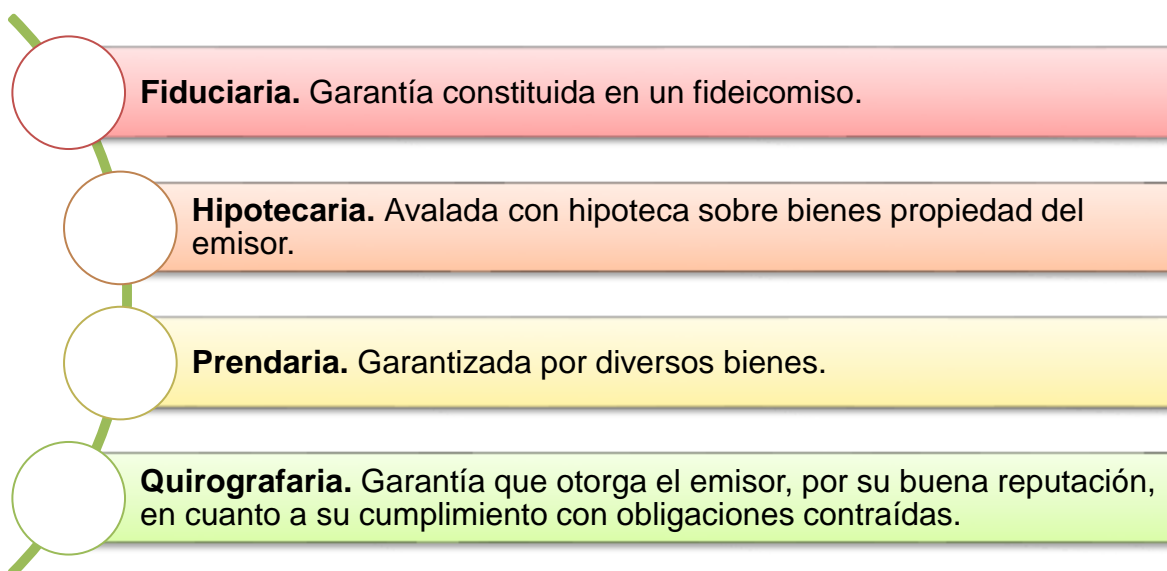 Fiduciaria. Garantía constituida en un fideicomiso.
Hipotecaria. Avalada con hipoteca sobre bienes propiedad del
emisor.
Prendaria. Garantizada por diversos bienes.
Quirografaria. Garantía que otorga el emisor, por su buena reputación,
en cuanto a su cumplimiento con obligaciones contraídas.